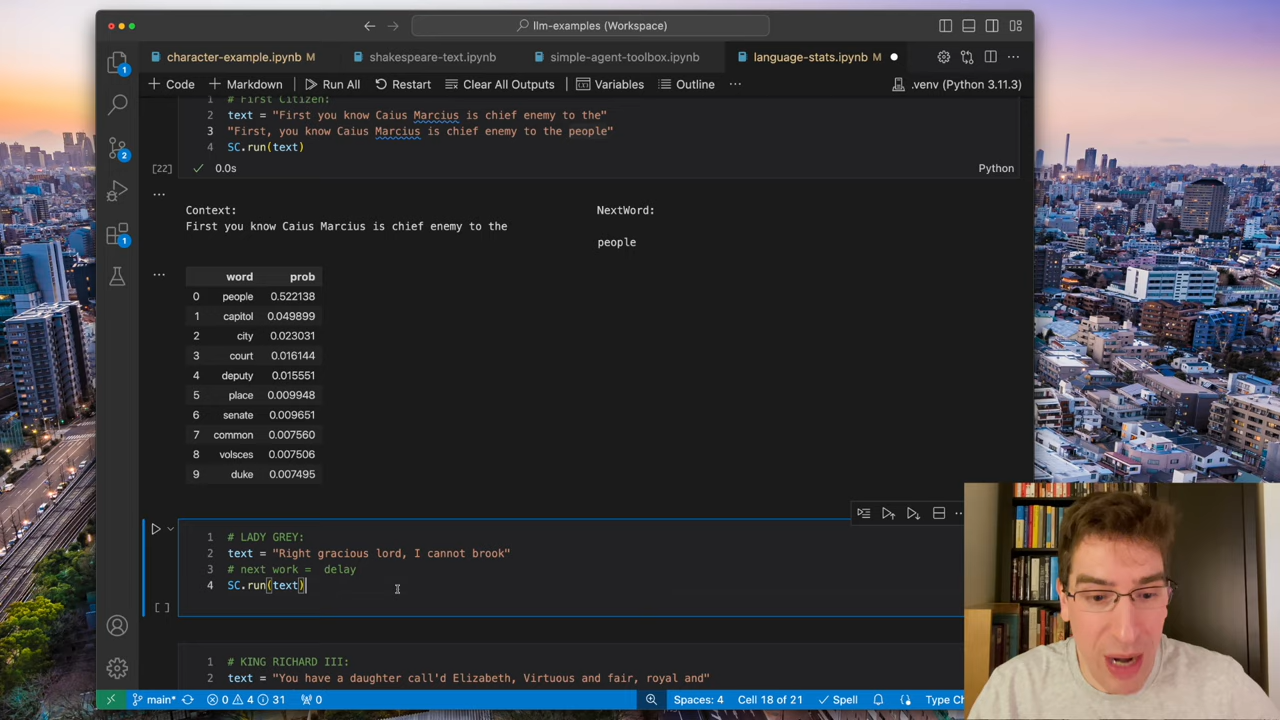 llm-examples (Workspace)
character-example.ipynb M
shakespeare-text.ipynb
simple-agent-toolbox.ipynb
language-stats.ipynb M
+ Code + Markdown Run All Restart Clear All Outputs Variables Outline ... .venv (Python 3.11.3)
1 # First Citizen:
2 text = "First you know Caius Marcius is chief enemy to the"
3 "First, you know Caius Marcius is chief enemy to the people"
4 SC.run(text)
[22] 0.0s Python
Context: NextWord:
First you know Caius Marcius is chief enemy to the
people
word prob
0 people 0.522138
1 capitol 0.049899
2 city 0.023031
3 court 0.016144
4 deputy 0.015551
5 place 0.009948
6 senate 0.009651
7 common 0.007560
8 volsces 0.007506
9 duke 0.007495
1 # LADY GREY:
2 text = "Right gracious lord, I cannot brook"
3 # next work = delay
4 SC.run(text)
[ ]
1 # KING RICHARD III:
2 text = "You have a daughter call'd Elizabeth, Virtuous and fair, royal and"
main* 0 4 31 0 Spaces: 4 Cell 18 of 21 Spell Type Ch
1
2
1